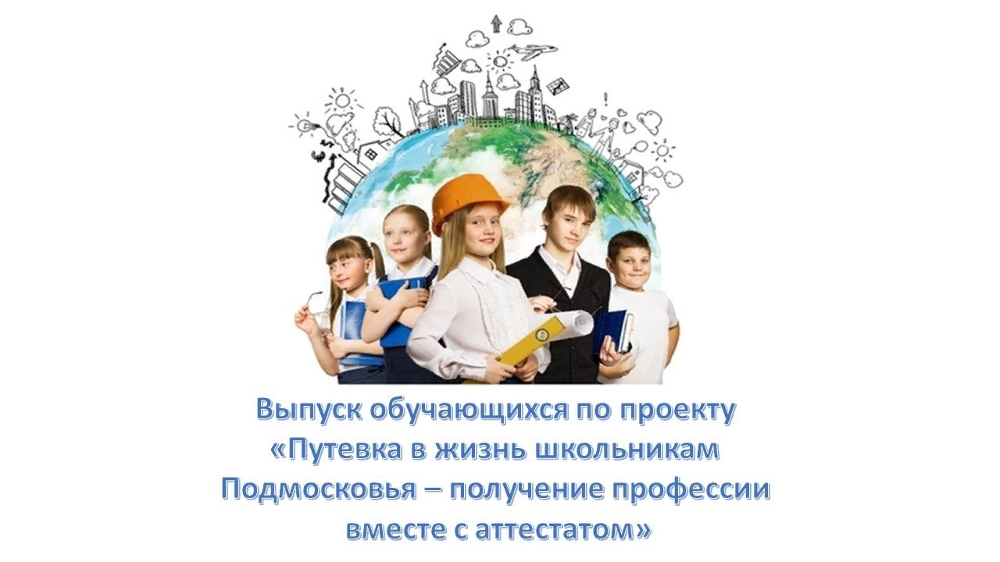 Выпуск обучающихся по проекту
«Путевка в жизнь школьникам
Подмосковья – получение профессии
вместе с аттестатом»